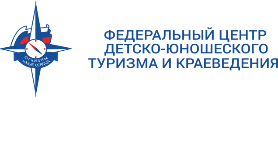 ФЕДЕРАЛЬНЫЙ ЦЕНТР
ДЕТСКО-ЮНОШЕСКОГО
ТУРИЗМА И КРАЕВЕДЕНИЯ